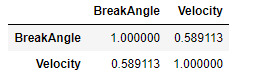 BreakAngle Velocity
BreakAngle 1.000000 0.589113
Velocity 0.589113 1.000000